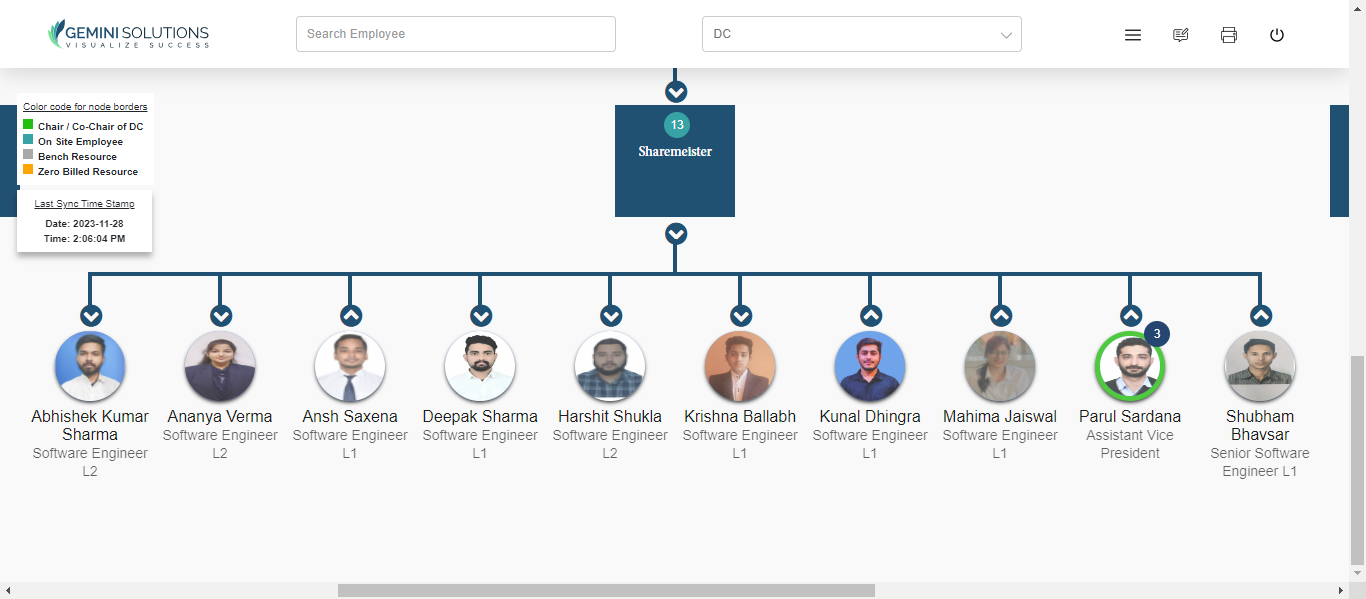 GEMINI SOLUTIONS
VISUALIZE SUCCESS
Search Employee
DC
Color code for node borders
Chair / Co-Chair of DC
On Site Employee
Bench Resource
Zero Billed Resource
Last Sync Time Stamp
Date: 2023-11-28
Time: 2:06:04 PM
13
Sharemeister
3
Abhishek Kumar
Sharma
Software Engineer
L2
Ananya Verma
Software Engineer
L2
Ansh Saxena
Software Engineer
L1
Deepak Sharma
Software Engineer
L1
Harshit Shukla
Software Engineer
L2
Krishna Ballabh
Software Engineer
L1
Kunal Dhingra
Software Engineer
L1
Mahima Jaiswal
Software Engineer
L1
Parul Sardana
Assistant Vice
President
Shubham
Bhavsar
Senior Software
Engineer L1